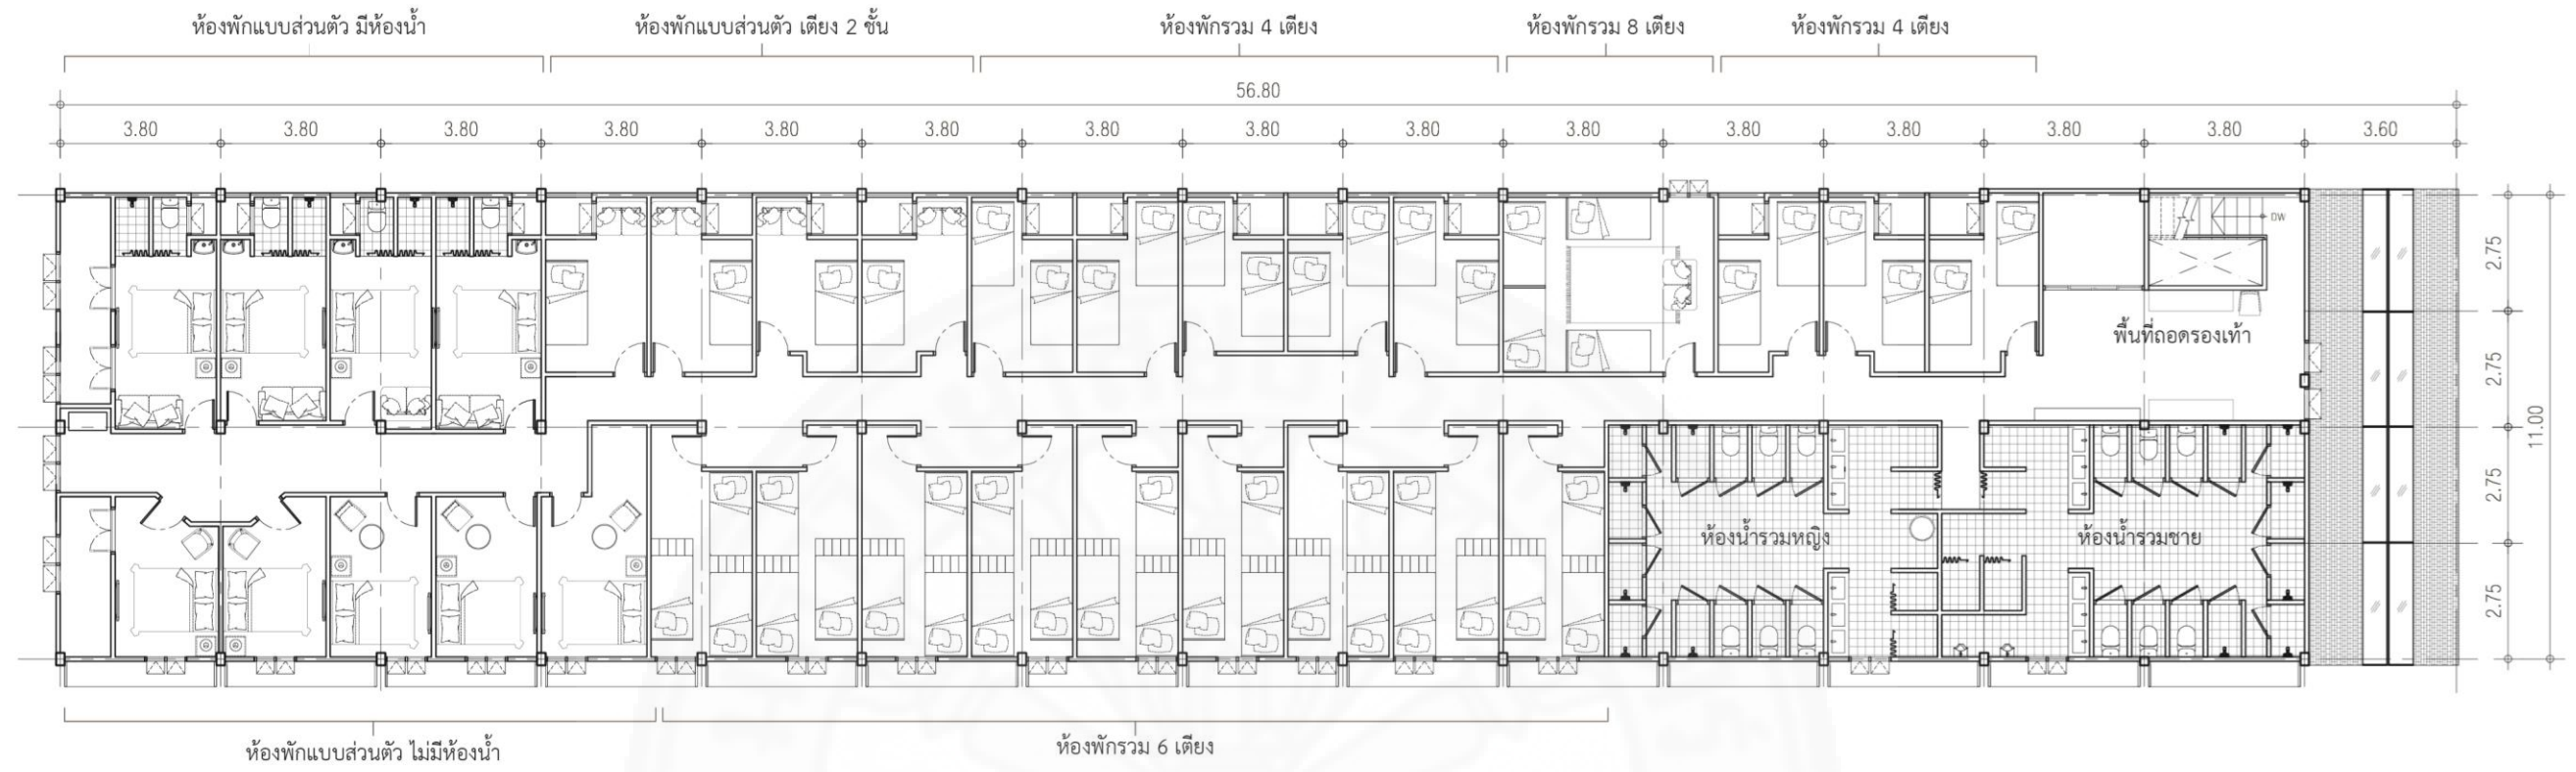 ห้องพักแบบส่วนตัว มีห้องน้ำ
ห้องพักแบบส่วนตัว เตียง 2 ชั้น
ห้องพักรวม 4 เตียง
ห้องพักรวม 8 เตียง
ห้องพักรวม 4 เตียง
56.80
3.80 3.80 3.80 3.80 3.80 3.80 3.80 3.80 3.80 3.80 3.80 3.80 3.80 3.80 3.60
DW
2.75
พื้นที่ถอดรองเท้า
2.75
11.00
2.75
ห้องน้ำรวมหญิง
ห้องน้ำรวมชาย
2.75
ห้องพักแบบส่วนตัว ไม่มีห้องน้ำ
ห้องพักรวม 6 เตียง